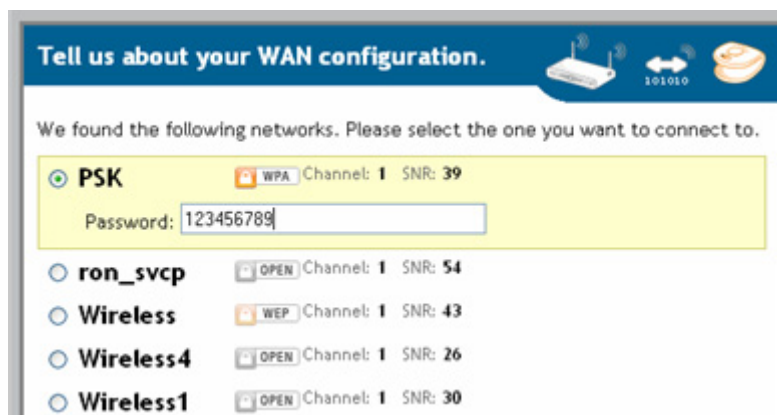 Tell us about your WAN configuration.
101010
We found the following networks. Please select the one you want to connect to.
PSK WPA Channel: 1 SNR: 39
Password: 123456789
ron_svcp OPEN Channel: 1 SNR: 54
Wireless WEP Channel: 1 SNR: 43
Wireless4 OPEN Channel: 1 SNR: 26
Wireless1 OPEN Channel: 1 SNR: 30